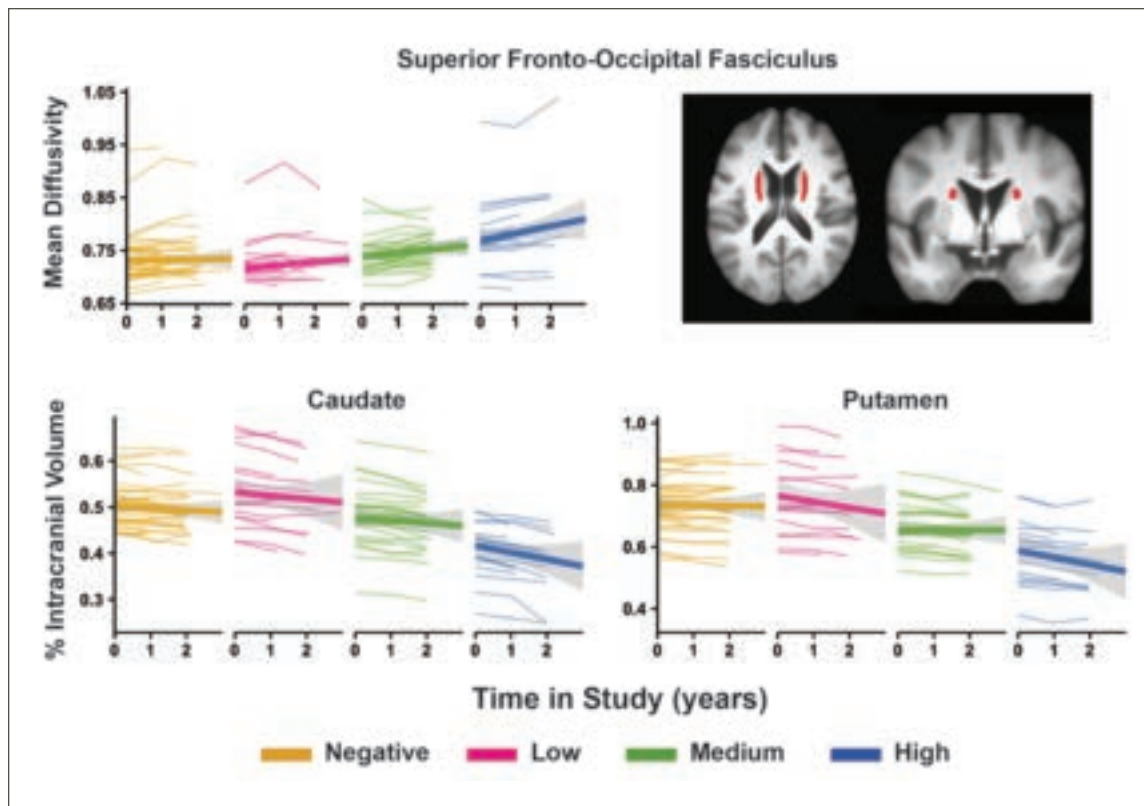 Superior Fronto-Occipital Fasciculus
Mean Diffusivity
1.05
0.95
0.85
0.75
0.65
0 1 2 0 1 2 0 1 2 0 1 2
Caudate
% Intracranial Volume
0.6
0.5
0.4
0.3
0 1 2 0 1 2 0 1 2 0 1 2
Putamen
1.0
0.8
0.6
0.4
0 1 2 0 1 2 0 1 2 0 1 2
Time in Study (years)
Negative Low Medium High